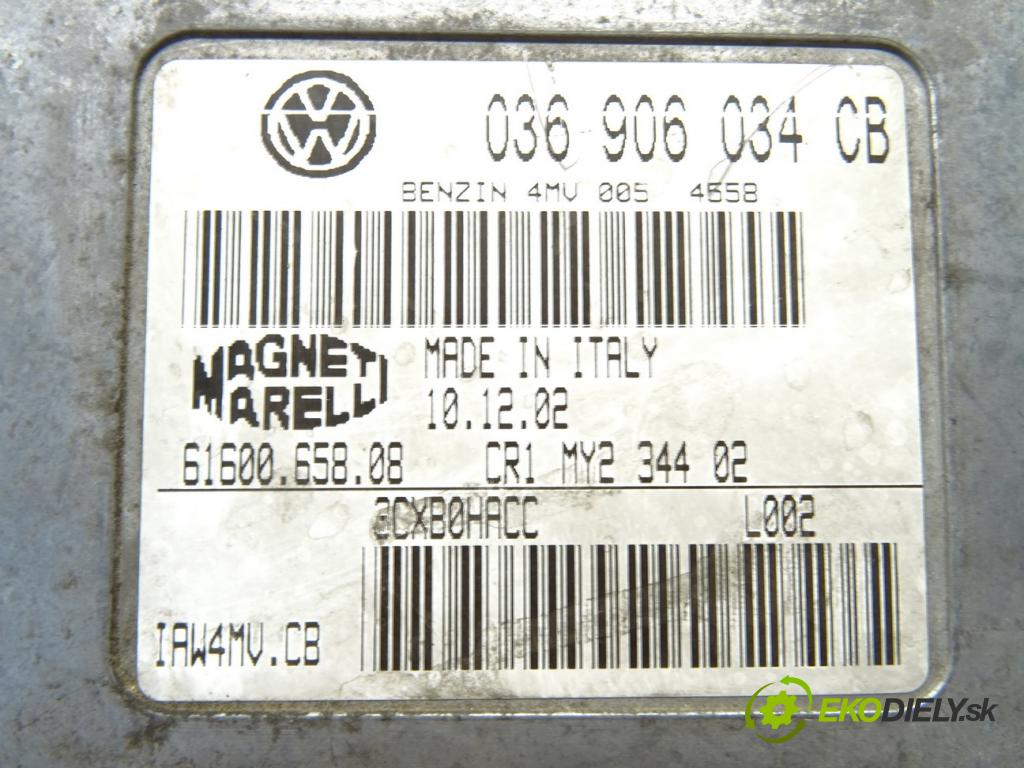 036 906 034 CB
BENZIN 4MV 005 4658
MAGNETI MARELLI
MADE IN ITALY
10.12.02
61600.658.08 CR1 MY2 344 02
3CXB0HACC L002
IAW4MV.CB
EKODIELY.sk